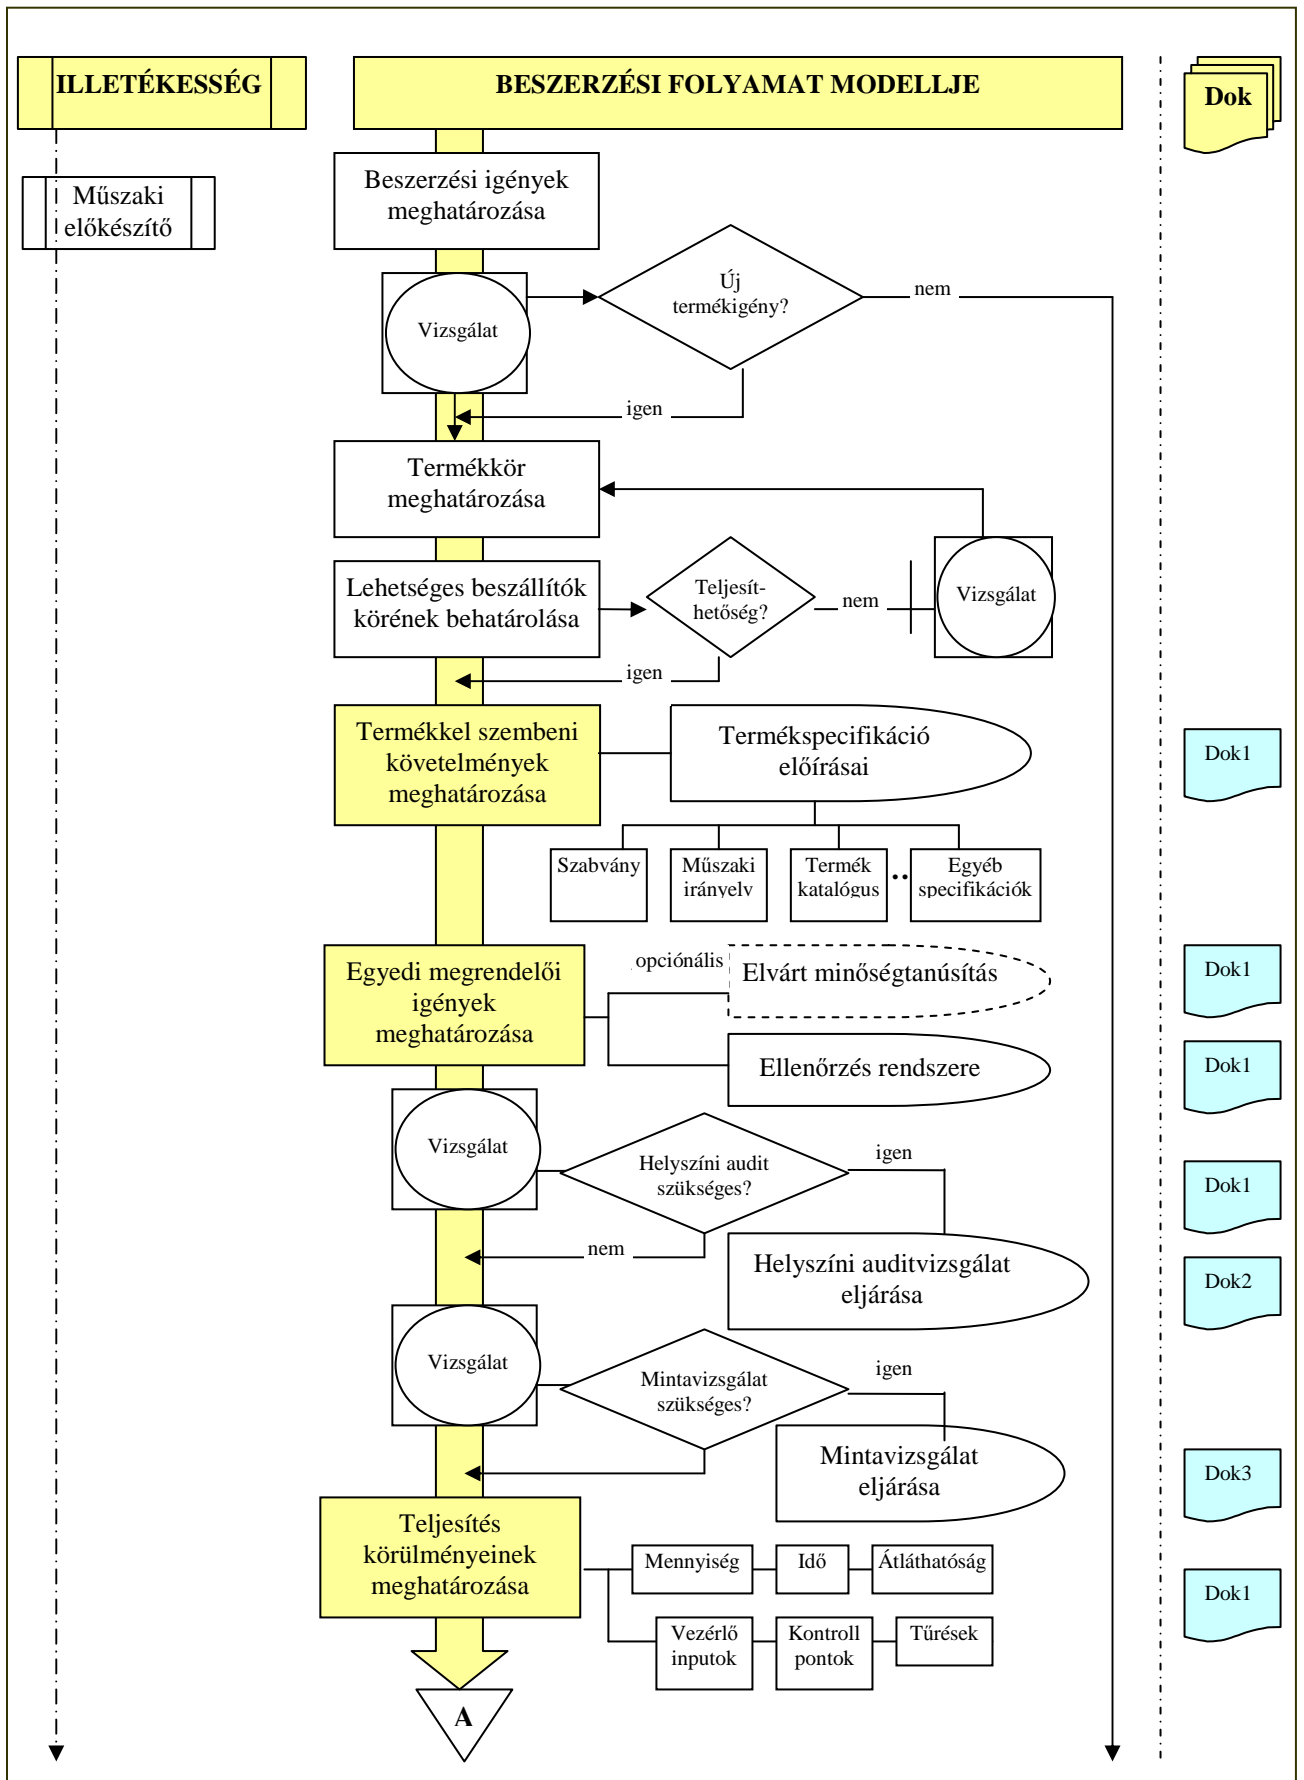 ILLETÉKESSÉG
BESZERZÉSI FOLYAMAT MODELLJE
Dok
Műszaki
előkészítő
Beszerzési igények
meghatározása
Vizsgálat
Új
termékigény?
nem
igen
Termékkör
meghatározása
Lehetséges beszállítók
körének behatárolása
Teljesít-
hetőség?
nem
Vizsgálat
igen
Termékkel szembeni
követelmények
meghatározása
Termékspecifikáció
előírásai
Dok1
Szabvány
Műszaki
irányelv
Termék
katalógus
..
Egyéb
specifikációk
Egyedi megrendelői
igények
meghatározása
opciónális
Elvárt minőségtanúsítás
Dok1
Ellenőrzés rendszere
Dok1
Vizsgálat
Helyszíni audit
szükséges?
igen
Dok1
nem
Helyszíni auditvizsgálat
eljárása
Dok2
Vizsgálat
Mintavizsgálat
szükséges?
igen
Mintavizsgálat
eljárása
Dok3
Teljesítés
körülményeinek
meghatározása
Mennyiség
Idő
Átláthatóság
Dok1
Vezérlő
inputok
Kontroll
pontok
Tűrések
A